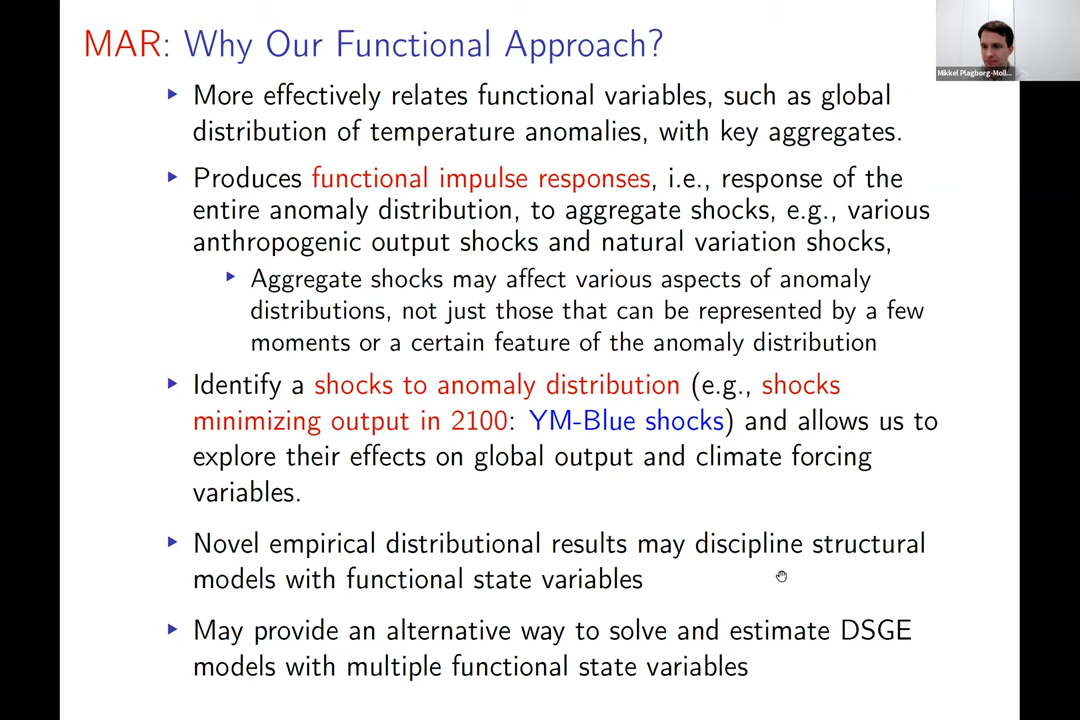 MAR: Why Our Functional Approach?
Mikkel Plagborg-Moll...
▸ More effectively relates functional variables, such as global
distribution of temperature anomalies, with key aggregates.
▸ Produces functional impulse responses, i.e., response of the
entire anomaly distribution, to aggregate shocks, e.g., various
anthropogenic output shocks and natural variation shocks,
▸ Aggregate shocks may affect various aspects of anomaly
distributions, not just those that can be represented by a few
moments or a certain feature of the anomaly distribution
▸ Identify a shocks to anomaly distribution (e.g., shocks
minimizing output in 2100: YM-Blue shocks) and allows us to
explore their effects on global output and climate forcing
variables.
▸ Novel empirical distributional results may discipline structural
models with functional state variables
▸ May provide an alternative way to solve and estimate DSGE
models with multiple functional state variables